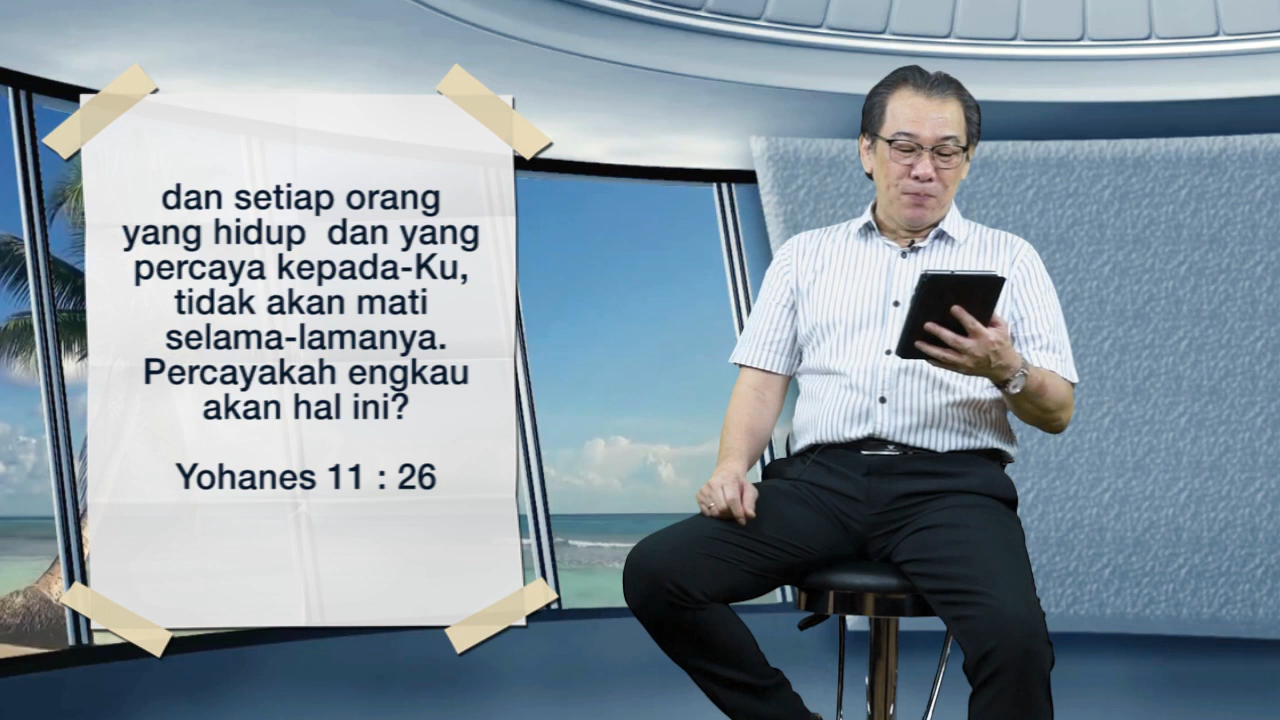 dan setiap orang
yang hidup  dan yang
percaya kepada-Ku,
tidak akan mati
selama-lamanya.
Percayakah engkau
akan hal ini?
Yohanes 11 : 26